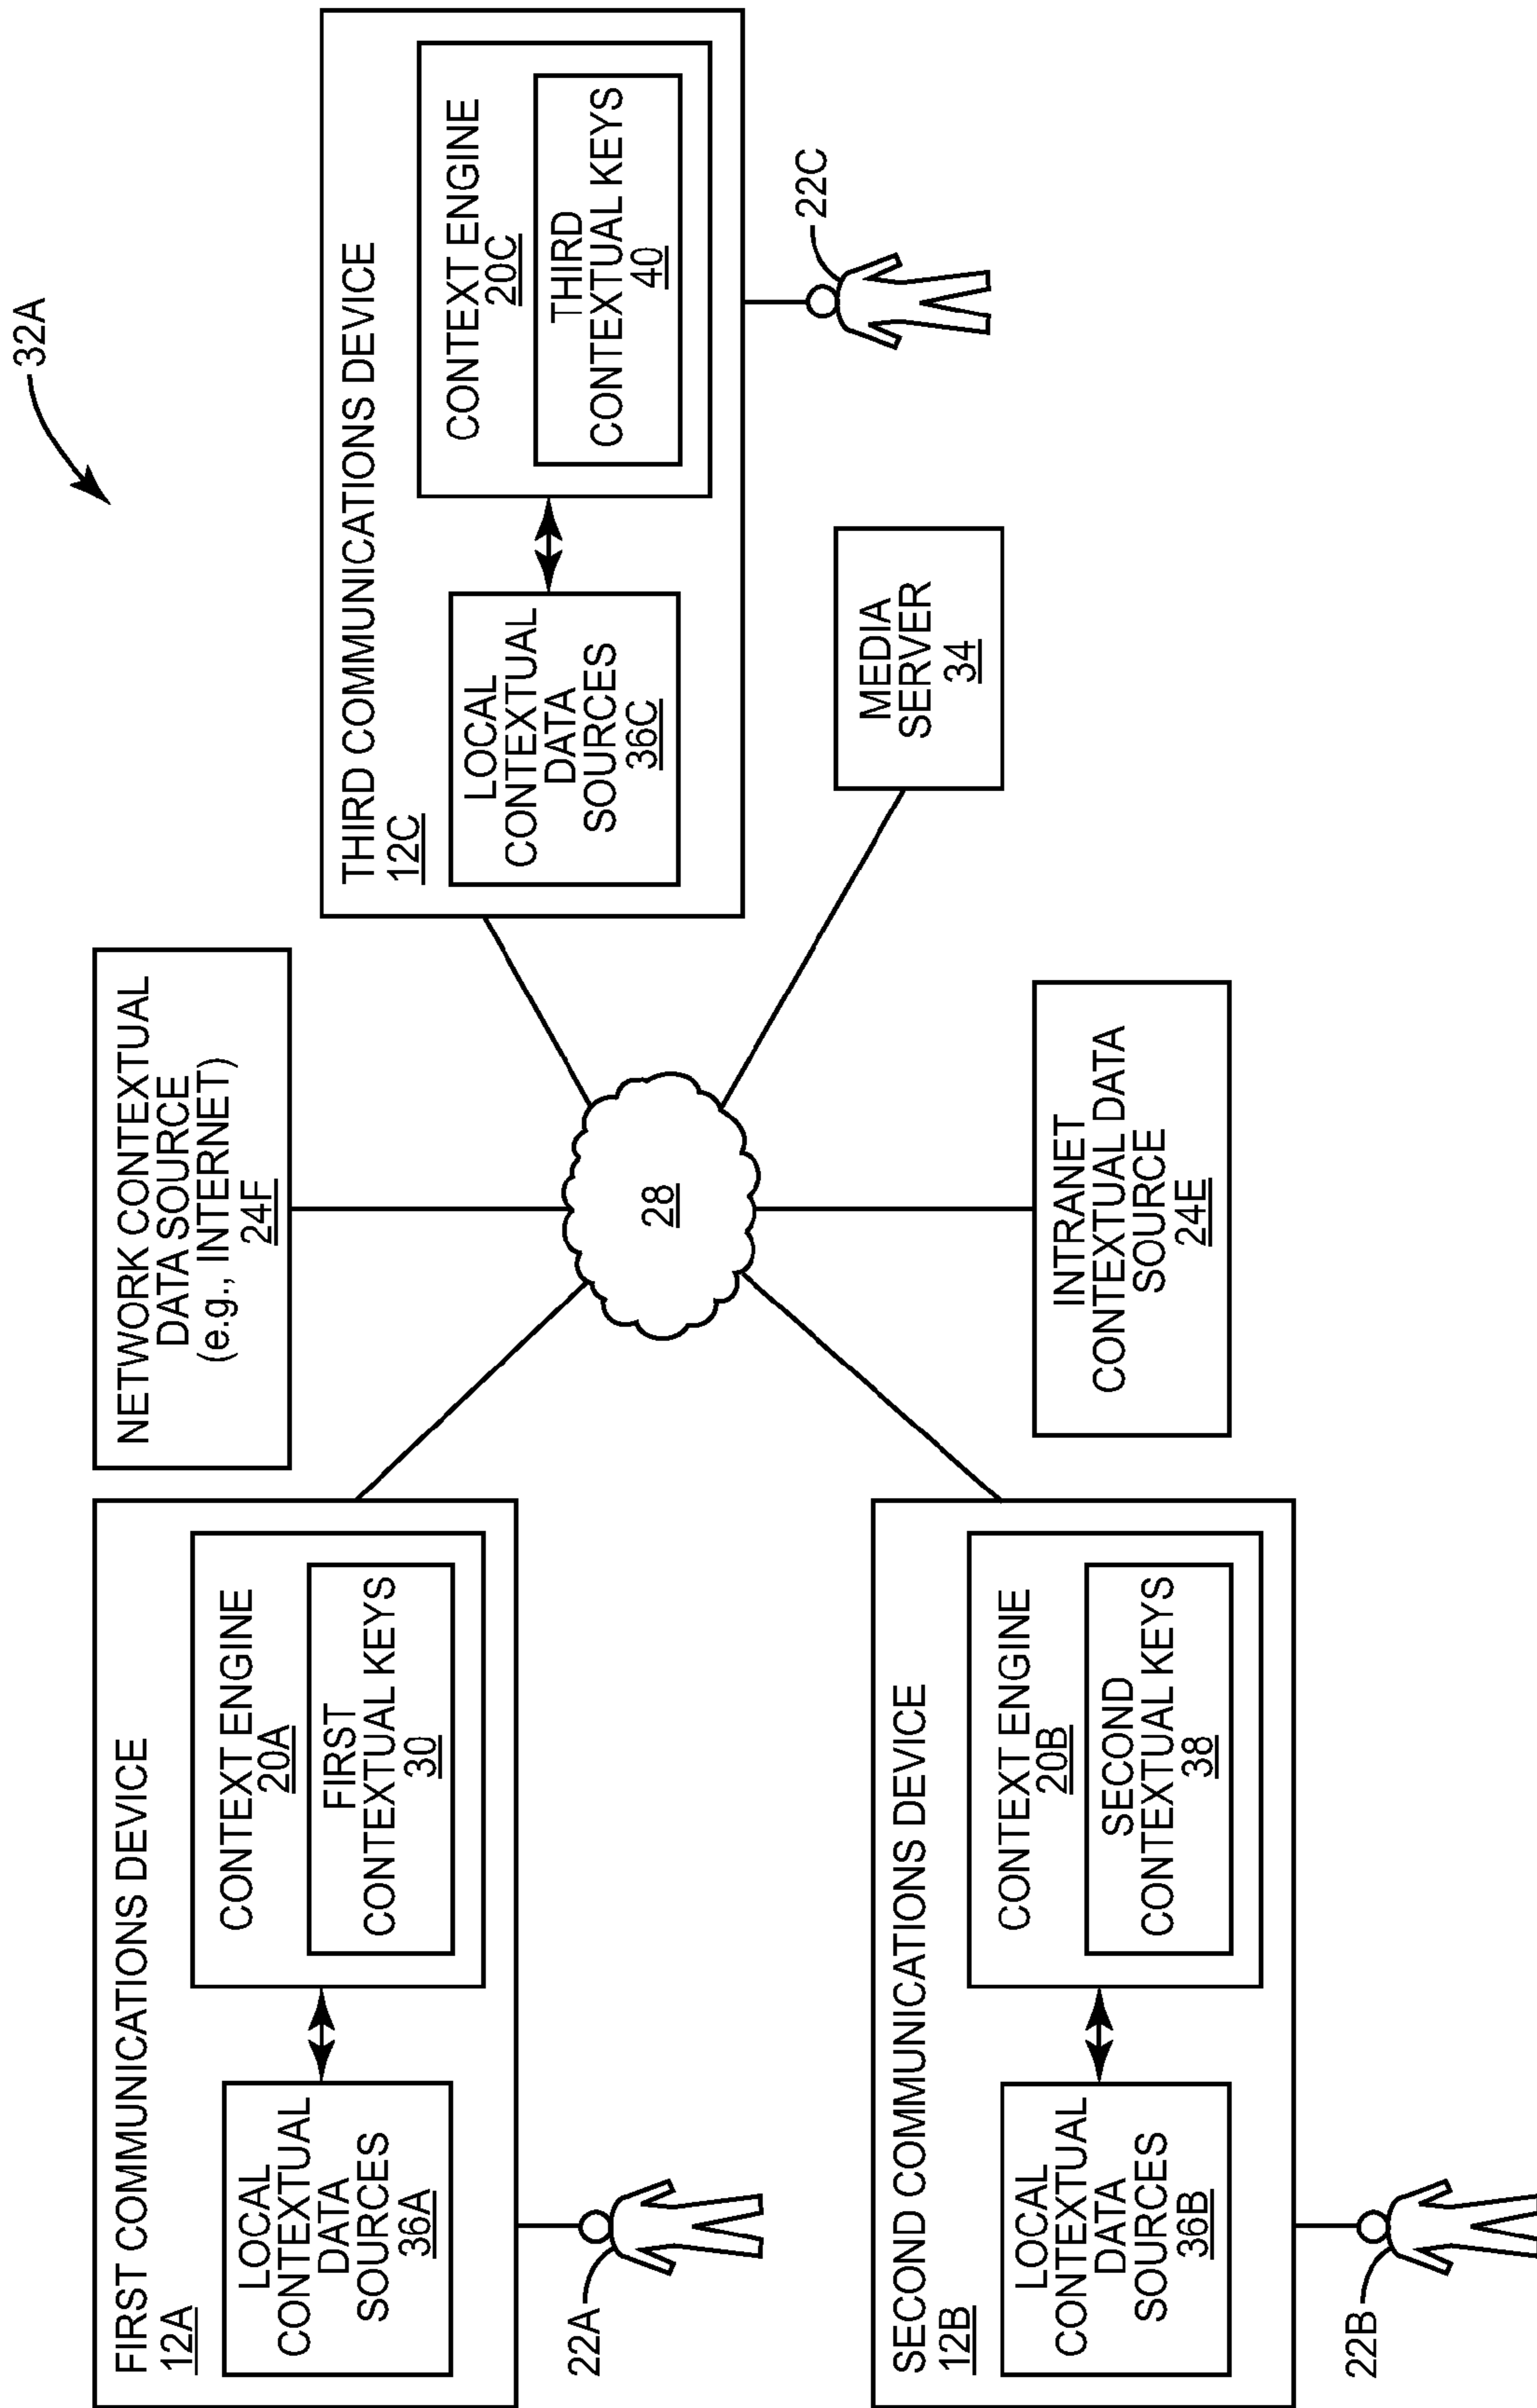 32A
FIRST COMMUNICATIONS DEVICE
12A
LOCAL
CONTEXTUAL
DATA
SOURCES
36A
CONTEXT ENGINE
20A
FIRST
CONTEXTUAL KEYS
30
22A
NETWORK CONTEXTUAL
DATA SOURCE
(e.g., INTERNET)
24F
THIRD COMMUNICATIONS DEVICE
12C
LOCAL
CONTEXTUAL
DATA
SOURCES
36C
CONTEXT ENGINE
20C
THIRD
CONTEXTUAL KEYS
40
22C
28
MEDIA
SERVER
34
SECOND COMMUNICATIONS DEVICE
12B
LOCAL
CONTEXTUAL
DATA
SOURCES
36B
CONTEXT ENGINE
20B
SECOND
CONTEXTUAL KEYS
38
22B
INTRANET
CONTEXTUAL DATA
SOURCE
24E